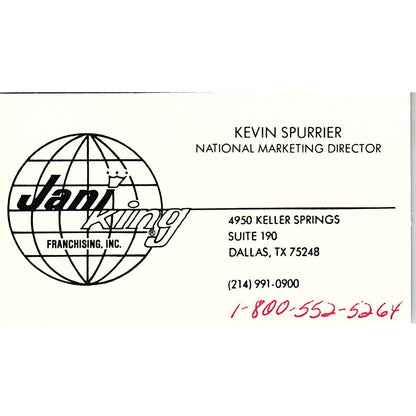 KEVIN SPURRIER
NATIONAL MARKETING DIRECTOR
Jani
King®
FRANCHISING, INC.
4950 KELLER SPRINGS
SUITE 190
DALLAS, TX 75248
(214) 991-0900
1-800-552-5264